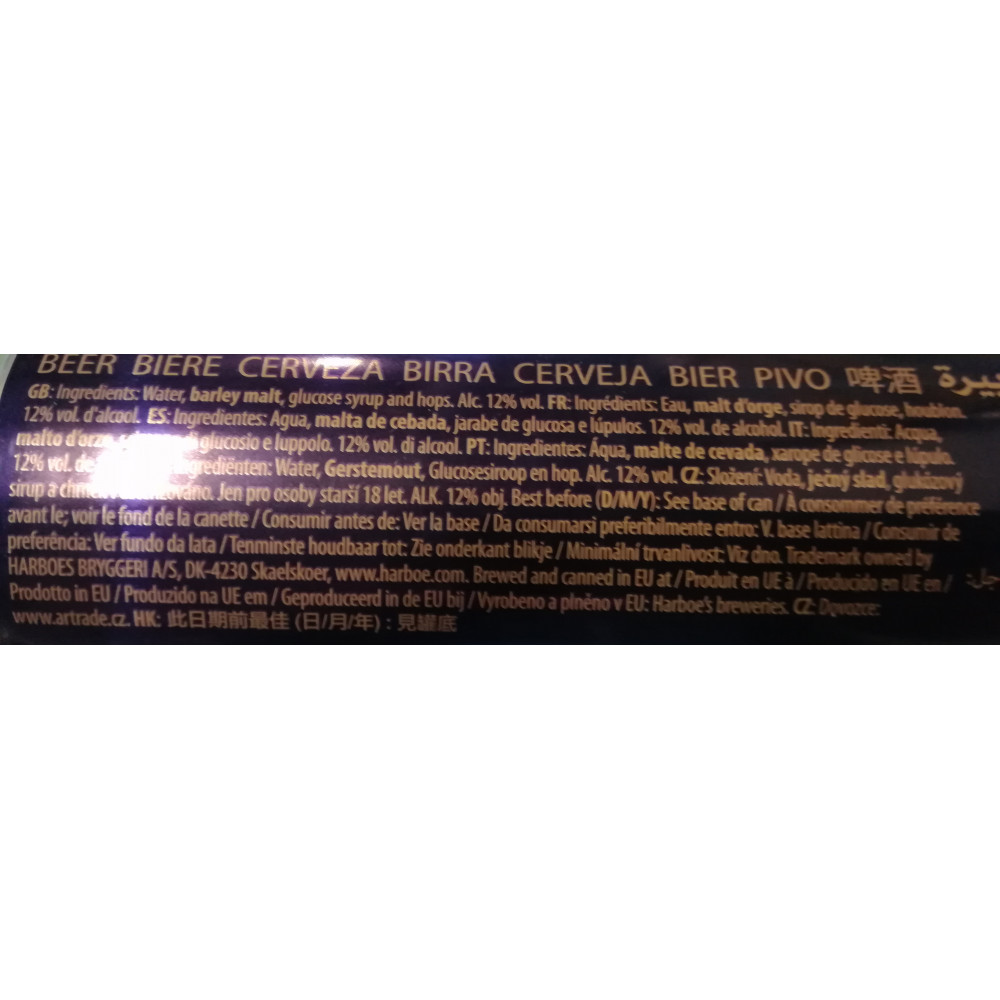 BEER BIÈRE CERVEZA BIRRA CERVEJA BIER PIVO 啤酒
GB: Ingredients: Water, barley malt, glucose syrup and hops. Alc. 12% vol. FR: Ingrédients: Eau, malt d'orge, sirop de glucose, houblon.
12% vol. d'alcool. ES: Ingredientes: Agua, malta de cebada, jarabe de glucosa e lúpulos. 12% vol. de alcohol. IT: Ingredienti: Acqua,
malto d'orzo, glucosio e luppolo. 12% vol. di alcool. PT: Ingredientes: Água, malte de cevada, xarope de glicose e lúpulo.
12% vol. de Ingrediënten: Water, Gerstemout, Glucosesiroop en hop. Alc. 12% vol. CZ: Složení: Voda, ječný slad, glukózový
sirup a Jen pro osoby starší 18 let. ALK. 12% obj. Best before (D/M/Y): See base of can / À consommer de préférence
avant le; voir le fond de la canette / Consumir antes de: Ver la base / Da consumarsi preferibilmente entro: V. base lattina / Consumir de
preferência: Ver fundo da lata / Tenminste houdbaar tot: Zie onderkant blikje / Minimální trvanlivost: Viz dno. Trademark owned by
HARBOES BRYGGERI A/S, DK-4230 Skaelskoer, www.harboe.com. Brewed and canned in EU at / Produit en UE à / Producido en UE en /
Prodotto in EU / Produzido na UE em / Geproduceerd in de EU bij / Vyrobeno a plněno v EU: Harboe's breweries. CZ: Dovozce:
www.artrade.cz. HK: 此日期前最佳 (日/月/年) : 見罐底